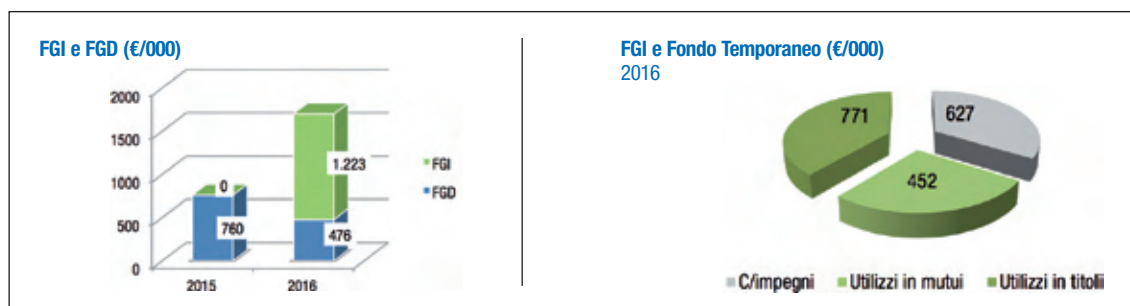 FGI e FGD (€/000)
2000
1500
1000
500
0
0
760
1.223
476
2015
2016
FGI
FGD
FGI e Fondo Temporaneo (€/000)
2016
771
627
452
C/impegni
Utilizzi in mutui
Utilizzi in titoli